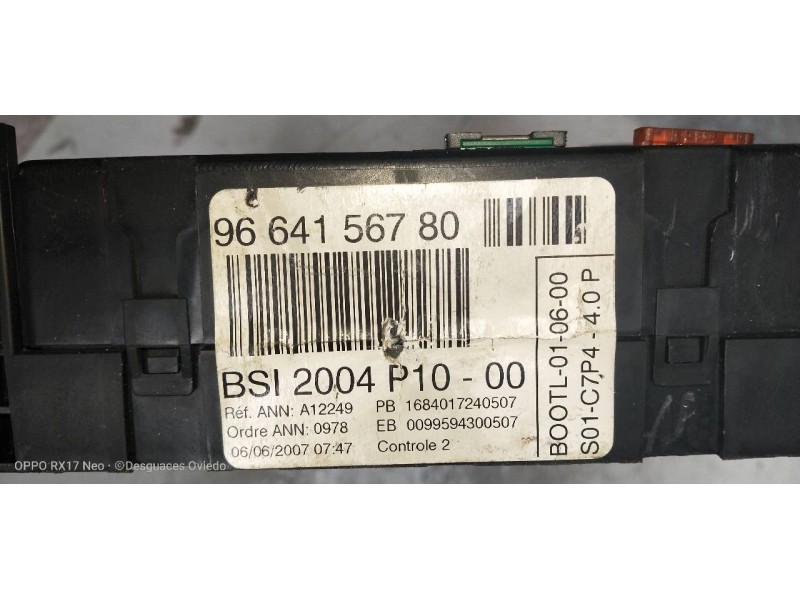 96 641 567 80
BSI 2004 P10 - 00
Réf. ANN: A12249 PB 1684017240507
Ordre ANN: 0978 EB 0099594300507
06/06/2007 07:47 Controle 2
BOOTL-01-06-00
S01-C7P4 - 4.0 P
OPPO RX17 Neo · ©Desguaces Oviedo